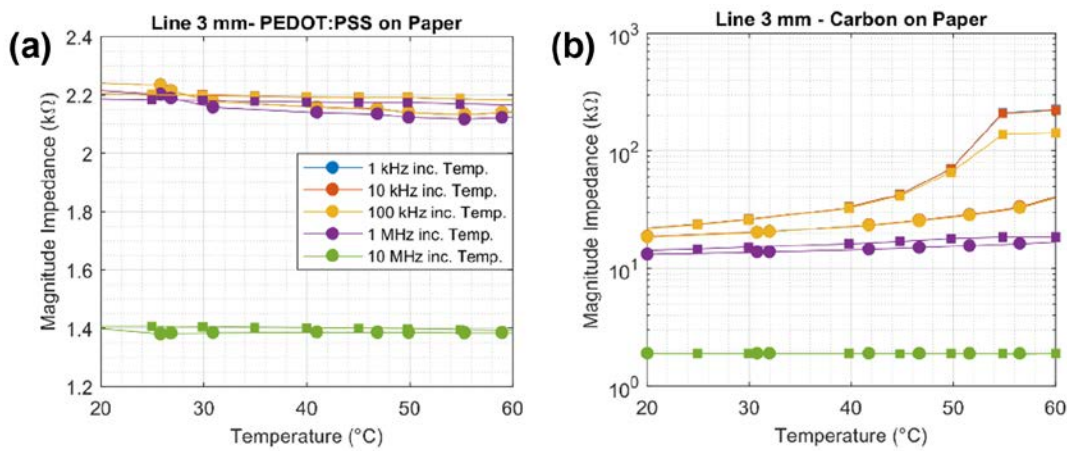 (a)
Line 3 mm- PEDOT:PSS on Paper
Magnitude Impedance (kΩ)
2.4
2.2
2
1.8
1.6
1.4
1.2
1 kHz inc. Temp.
10 kHz inc. Temp.
100 kHz inc. Temp.
1 MHz inc. Temp.
10 MHz inc. Temp.
20 30 40 50 60
Temperature (°C)
(b)
Line 3 mm - Carbon on Paper
Magnitude Impedance (kΩ)
10³
10²
10¹
10⁰
20 30 40 50 60
Temperature (°C)